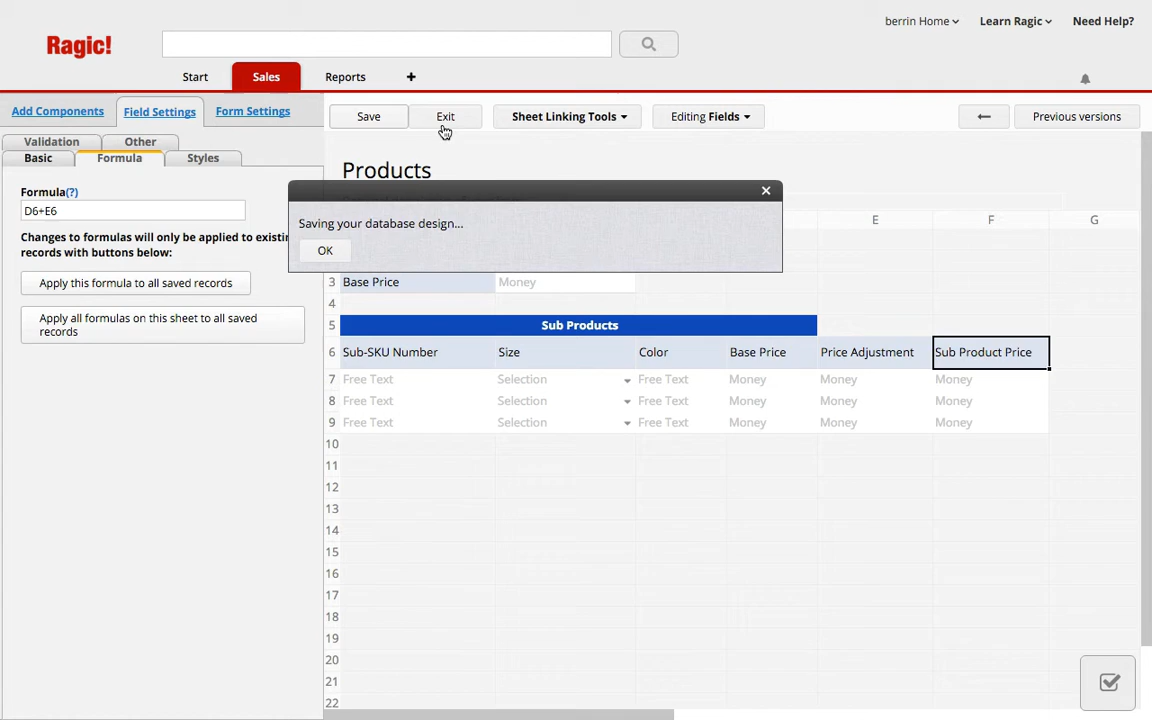 berrin Home Learn Ragic Need Help?
Ragic!
Start Sales Reports +
Add Components Field Settings Form Settings
Save Exit Sheet Linking Tools Editing Fields Previous versions
Validation Other
Basic Formula Styles
Products
Formula(?)
D6+E6
Saving your database design...
OK
Changes to formulas will only be applied to existin
records with buttons below:
Apply this formula to all saved records
Apply all formulas on this sheet to all saved
records
E F G
3 Base Price Money
4
5 Sub Products
6 Sub-SKU Number Size Color Base Price Price Adjustment Sub Product Price
7 Free Text Selection Free Text Money Money Money
8 Free Text Selection Free Text Money Money Money
9 Free Text Selection Free Text Money Money Money
10
11
12
13
14
15
16
17
18
19
20
21
22